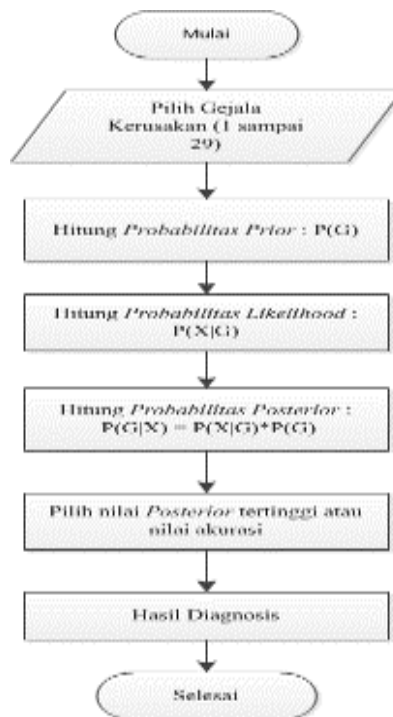 Mulai
Pilih Gejala
Kerusakan (1 sampai
29)
Hitung Probabilitas Prior : P(G)
Hitung Probabilitas Likelihood :
P(X|G)
Hitung Probabilitas Posterior :
P(G|X) = P(X|G)*P(G)
Pilih nilai Posterior tertinggi atau
nilai akurasi
Hasil Diagnosis
Selesai